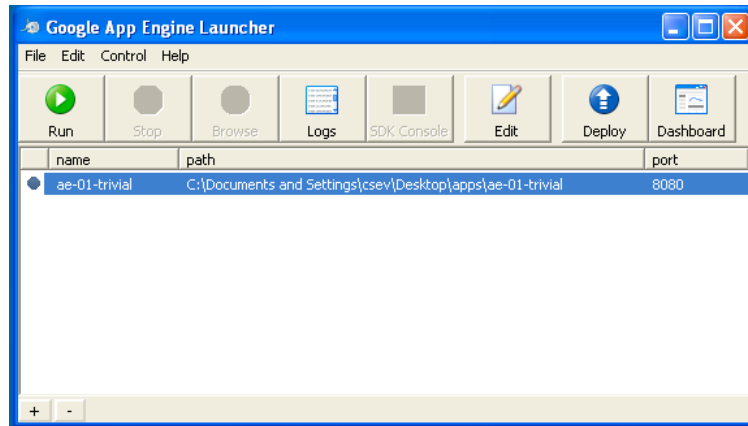 Google App Engine Launcher
File Edit Control Help
Run Stop Browse Logs SDK Console Edit Deploy Dashboard
name path port
ae-01-trivial C:\Documents and Settings\csev\Desktop\apps\ae-01-trivial 8080
+ -